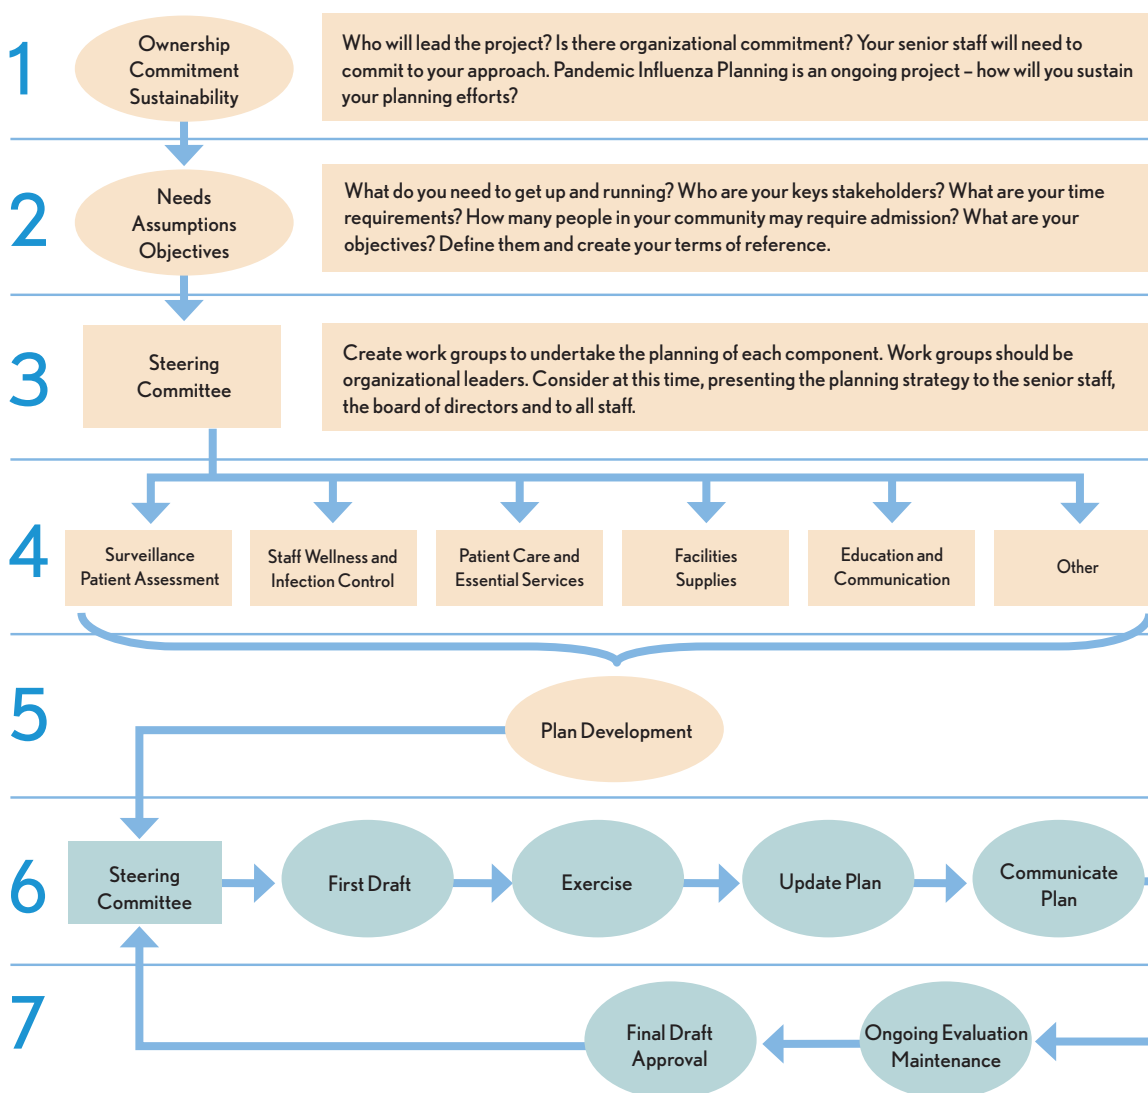 1
Ownership
Commitment
Sustainability
Who will lead the project? Is there organizational commitment? Your senior staff will need to
commit to your approach. Pandemic Influenza Planning is an ongoing project – how will you sustain
your planning efforts?
2
Needs
Assumptions
Objectives
What do you need to get up and running? Who are your keys stakeholders? What are your time
requirements? How many people in your community may require admission? What are your
objectives? Define them and create your terms of reference.
3
Steering
Committee
Create work groups to undertake the planning of each component. Work groups should be
organizational leaders. Consider at this time, presenting the planning strategy to the senior staff,
the board of directors and to all staff.
4
Surveillance
Patient Assessment
Staff Wellness and
Infection Control
Patient Care and
Essential Services
Facilities
Supplies
Education and
Communication
Other
5
Plan Development
6
Steering
Committee
First Draft
Exercise
Update Plan
Communicate
Plan
7
Final Draft
Approval
Ongoing Evaluation
Maintenance